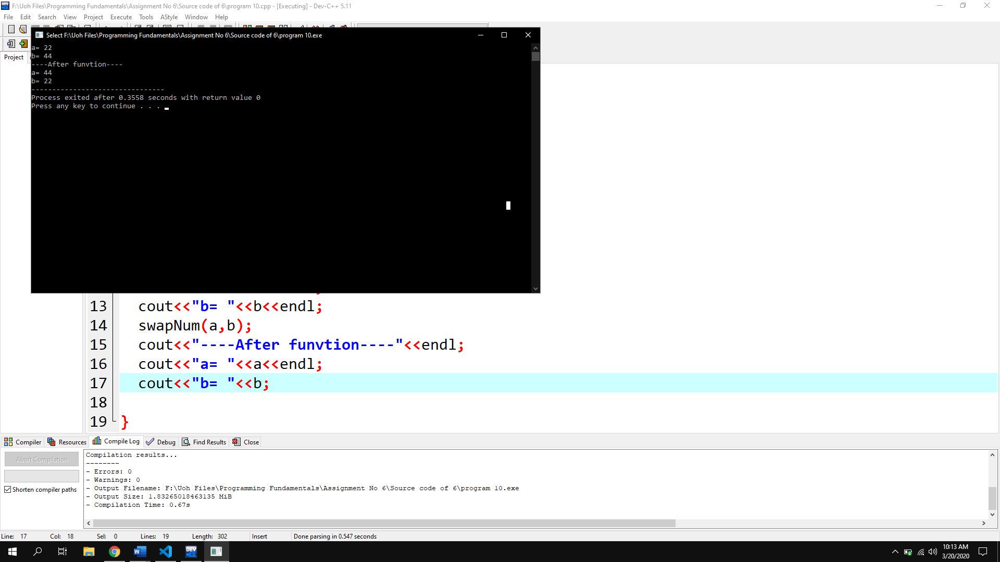 F:\Uoh Files\Programming Fundamentals\Assignment No 6\Source code of 6\program 10.cpp - [Executing] - Dev-C++ 5.11
File Edit Search View Project Execute Tools AStyle Window Help
Select F:\Uoh Files\Programming Fundamentals\Assignment No 6\Source code of 6\program 10.exe
Project
a= 22
b= 44
----After funvtion----
a= 44
b= 22
--------------------------------
Process exited after 0.3558 seconds with return value 0
Press any key to continue . . .
13 cout<<"b= "<<b<<endl;
14 swapNum(a,b);
15 cout<<"----After funvtion----"<<endl;
16 cout<<"a= "<<a<<endl;
17 cout<<"b= "<<b;
18
19 }
Compiler Resources Compile Log Debug Find Results Close
Abort Compilation
Shorten compiler paths
Compilation results...
--------
- Errors: 0
- Warnings: 0
- Output Filename: F:\Uoh Files\Programming Fundamentals\Assignment No 6\Source code of 6\program 10.exe
- Output Size: 1.83265018463135 MiB
- Compilation Time: 0.67s
Line: 17 Col: 18 Sel: 0 Lines: 19 Length: 302 Insert Done parsing in 0.547 seconds
DEV
10:13 AM
3/20/2020